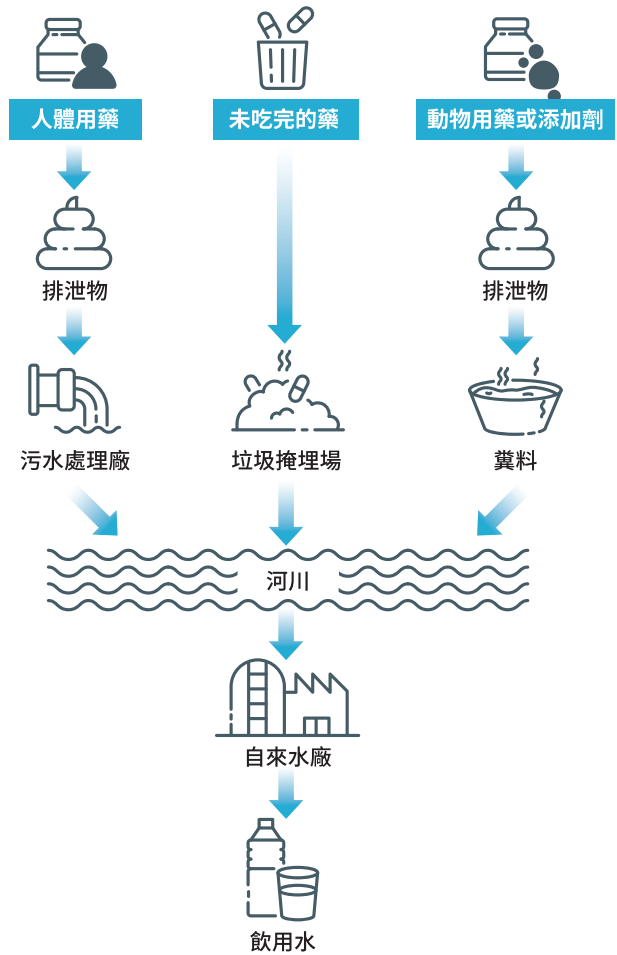 人體用藥
未吃完的藥
動物用藥或添加劑
排泄物
排泄物
污水處理廠
垃圾掩埋場
糞料
河川
自來水廠
飲用水